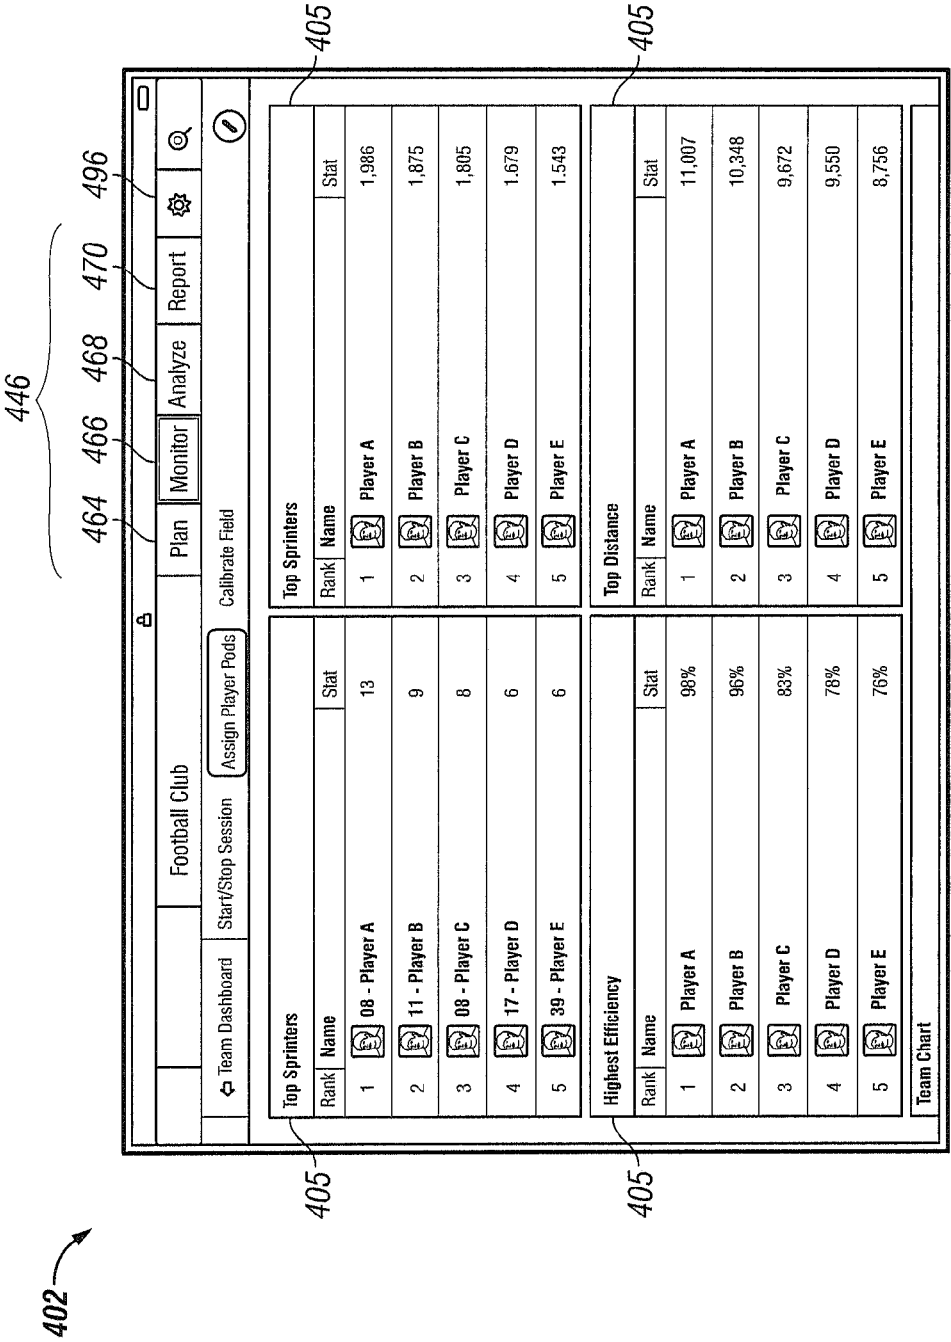 402
446
464 466 468 470 496
Football Club Plan Monitor Analyze Report
Team Dashboard Start/Stop Session Assign Player Pods Calibrate Field
405 405
Top Sprinters
Rank Name Stat
1 08 - Player A 13
2 11 - Player B 9
3 08 - Player C 8
4 17 - Player D 6
5 39 - Player E 6
Top Sprinters
Rank Name Stat
1 Player A 1,986
2 Player B 1,875
3 Player C 1,805
4 Player D 1.679
5 Player E 1.543
405 405
Highest Efficiency
Rank Name Stat
1 Player A 98%
2 Player B 96%
3 Player C 83%
4 Player D 78%
5 Player E 76%
Top Distance
Rank Name Stat
1 Player A 11,007
2 Player B 10,348
3 Player C 9,672
4 Player D 9,550
5 Player E 8,756
Team Chart